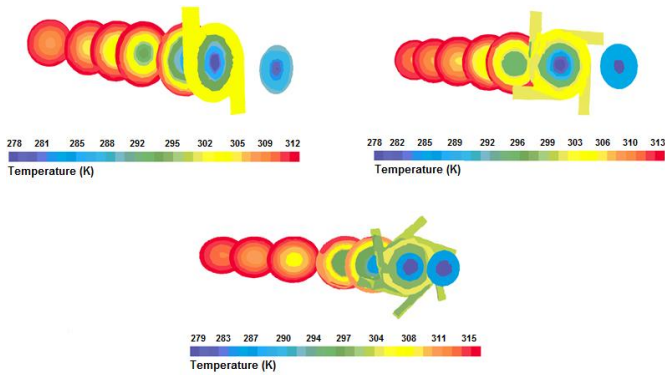 278 281 285 288 292 295 302 305 309 312
Temperature (K)
278 282 285 289 292 296 299 303 306 310 313
Temperature (K)
279 283 287 290 294 297 304 308 311 315
Temperature (K)